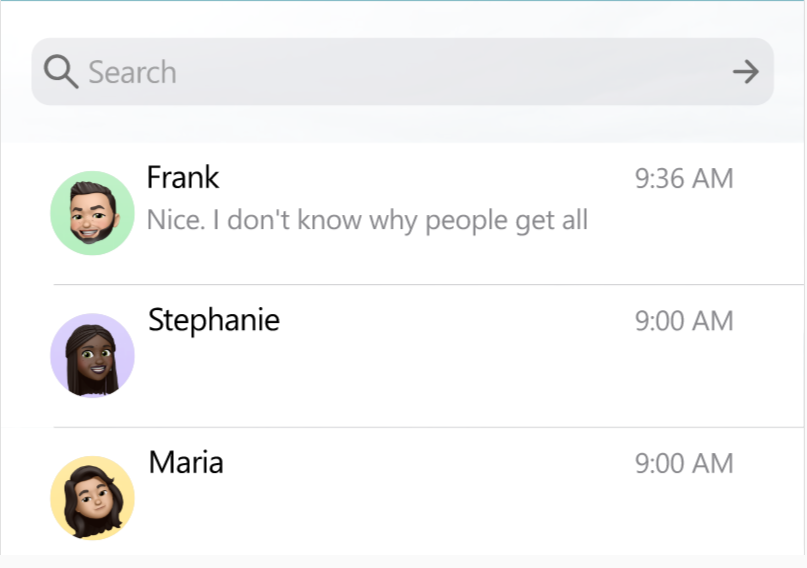 Search
Frank 9:36 AM
Nice. I don't know why people get all
Stephanie 9:00 AM
Maria 9:00 AM